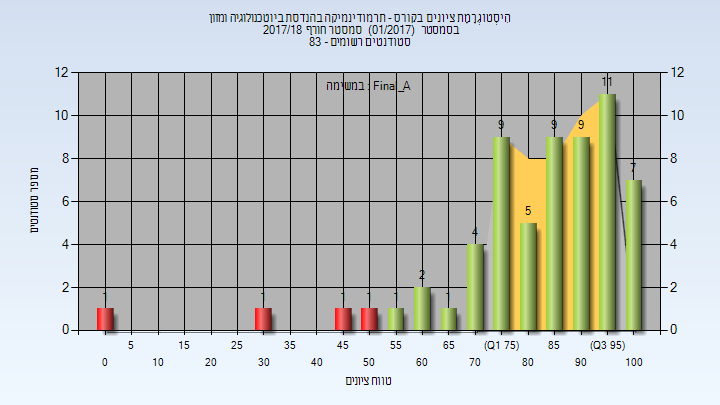 הִיסְטוֹגְרָמַת ציונים בקורס - תרמודינמיקה בהנדסת ביוטכנולוגיה ומזון
בסמסטר (01/2017) סמסטר חורף 2017/18
סטודנטים רשומים - 83
במשימה : Final_A
מספר סטודנטים
12 10 8 6 4 2 0
12 10 8 6 4 2 0
1 1 1 1 1 2 1 4 9 5 9 9 11 7
5 15 25 35 45 55 65 (Q1 75) 85 (Q3 95)
0 10 20 30 40 50 60 70 80 90 100
טווח ציונים